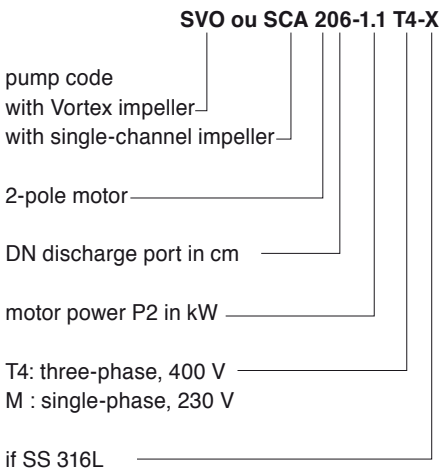 SVO ou SCA 206-1.1 T4-X
pump code
with Vortex impeller
with single-channel impeller
2-pole motor
DN discharge port in cm
motor power P2 in kW
T4: three-phase, 400 V
M : single-phase, 230 V
if SS 316L